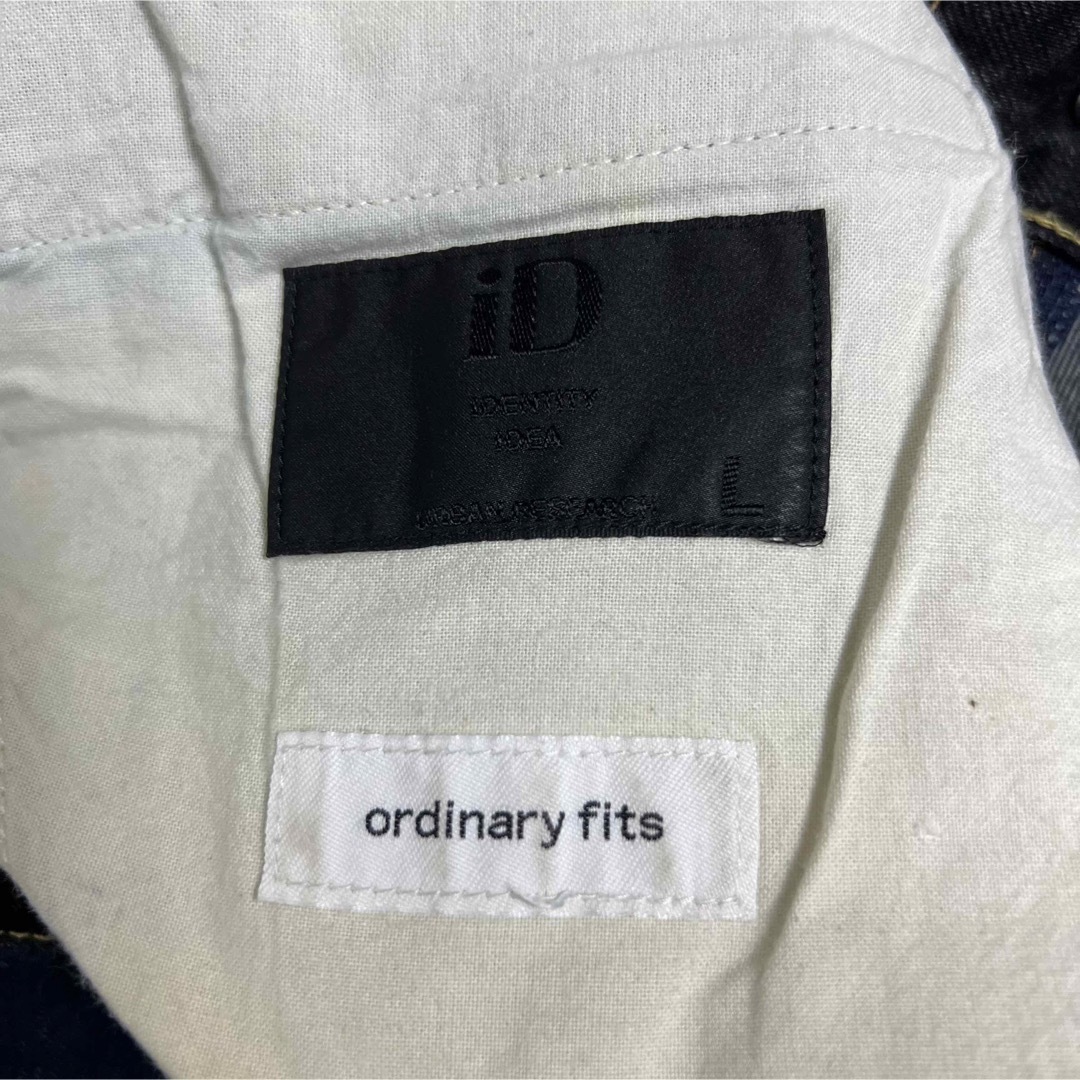 iD
IDENTITY
IDEA
URBAN RESEARCH
L
ordinary fits